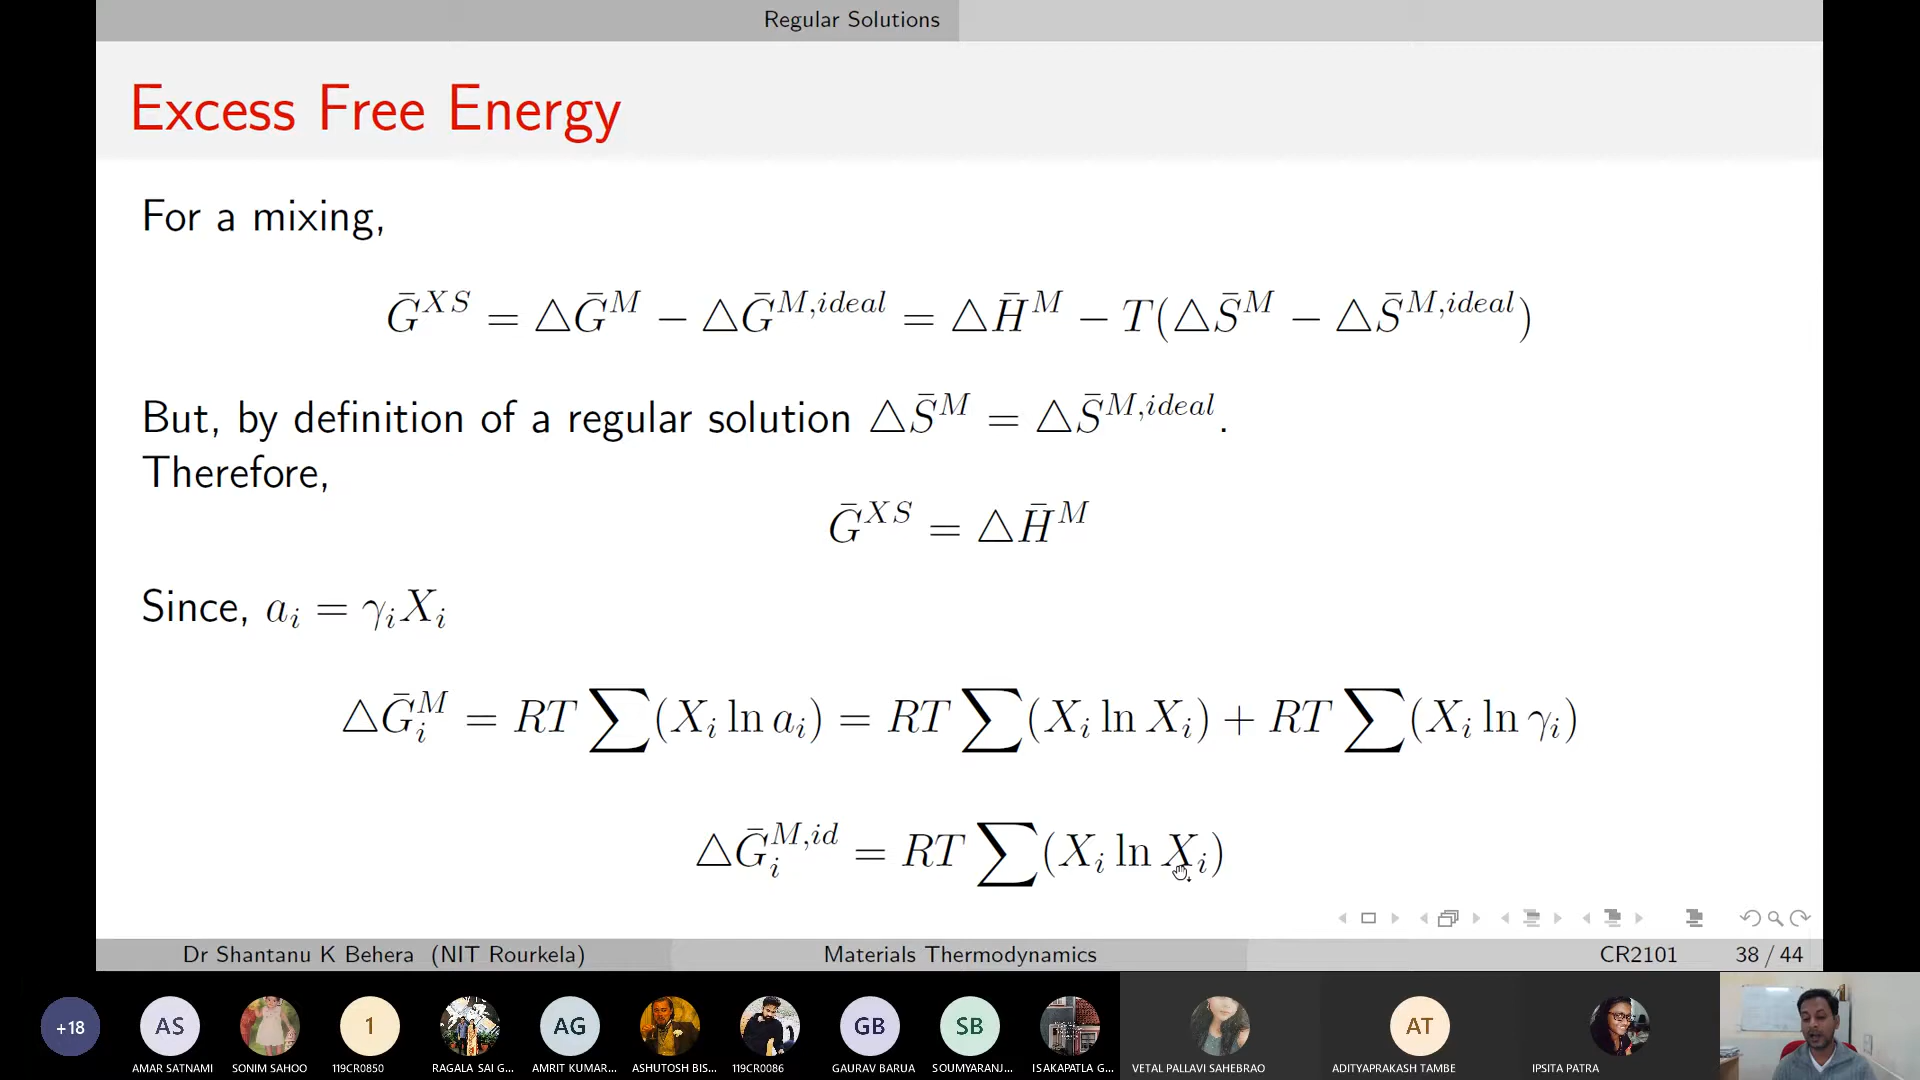 Regular Solutions
Excess Free Energy
For a mixing,
Ḡ^{XS} = △Ḡ^{M} − △Ḡ^{M,ideal} = △H̄^{M} − T(△S̄^{M} − △S̄^{M,ideal})
But, by definition of a regular solution △S̄^{M} = △S̄^{M,ideal}.
Therefore,
Ḡ^{XS} = △H̄^{M}
Since, a_i = γ_i X_i
△Ḡ_i^{M} = RT ∑(X_i ln a_i) = RT ∑(X_i ln X_i) + RT ∑(X_i ln γ_i)
△Ḡ_i^{M,id} = RT ∑(X_i ln X_i)
Dr Shantanu K Behera (NIT Rourkela) Materials Thermodynamics CR2101 38 / 44
+18 AS 1 AG GB SB AT
AMAR SATNAMI SONIM SAHOO 119CR0850 RAGALA SAI G... AMRIT KUMAR... ASHUTOSH BIS... 119CR0086 GAURAV BARUA SOUMYARANJ... ISAKAPATLA G... VETAL PALLAVI SAHEBRAO ADITYAPRAKASH TAMBE IPSITA PATRA